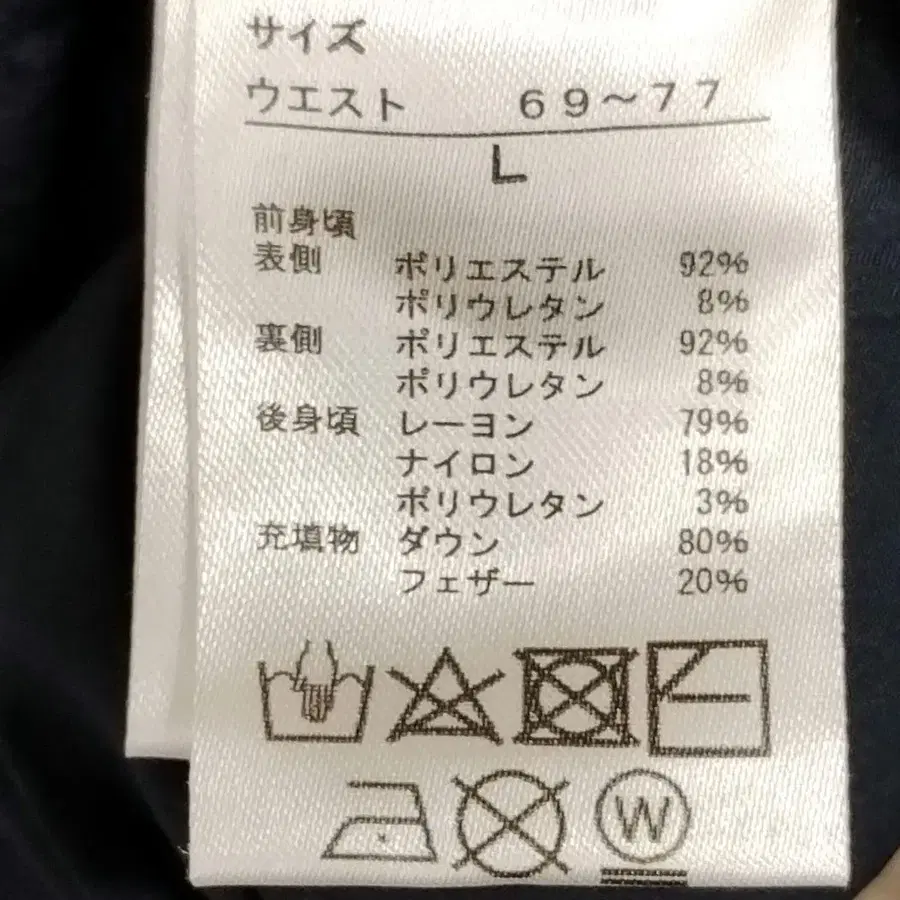 サイズ
ウエスト 69～77
L
前身頃
表側 ポリエステル 92%
ポリウレタン 8%
裏側 ポリエステル 92%
ポリウレタン 8%
後身頃 レーヨン 79%
ナイロン 18%
ポリウレタン 3%
充填物 ダウン 80%
フェザー 20%
W